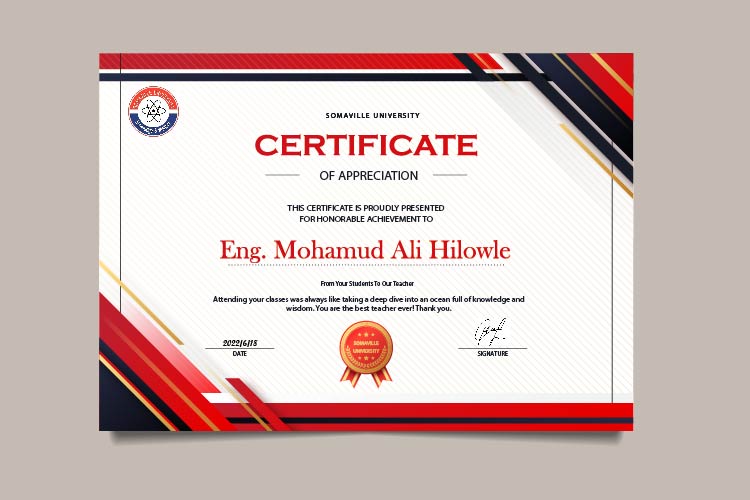 SOMAVILLE UNIVERSITY
CERTIFICATE
OF APPRECIATION
THIS CERTIFICATE IS PROUDLY PRESENTED
FOR HONORABLE ACHIEVEMENT TO
Eng. Mohamud Ali Hilowle
From Your Students To Our Teacher
Attending your classes was always like taking a deep dive into an ocean full of knowledge and
wisdom. You are the best teacher ever! Thank you.
2022/6/15
DATE
SOMAVILLE
UNIVERSITY
SIGNATURE